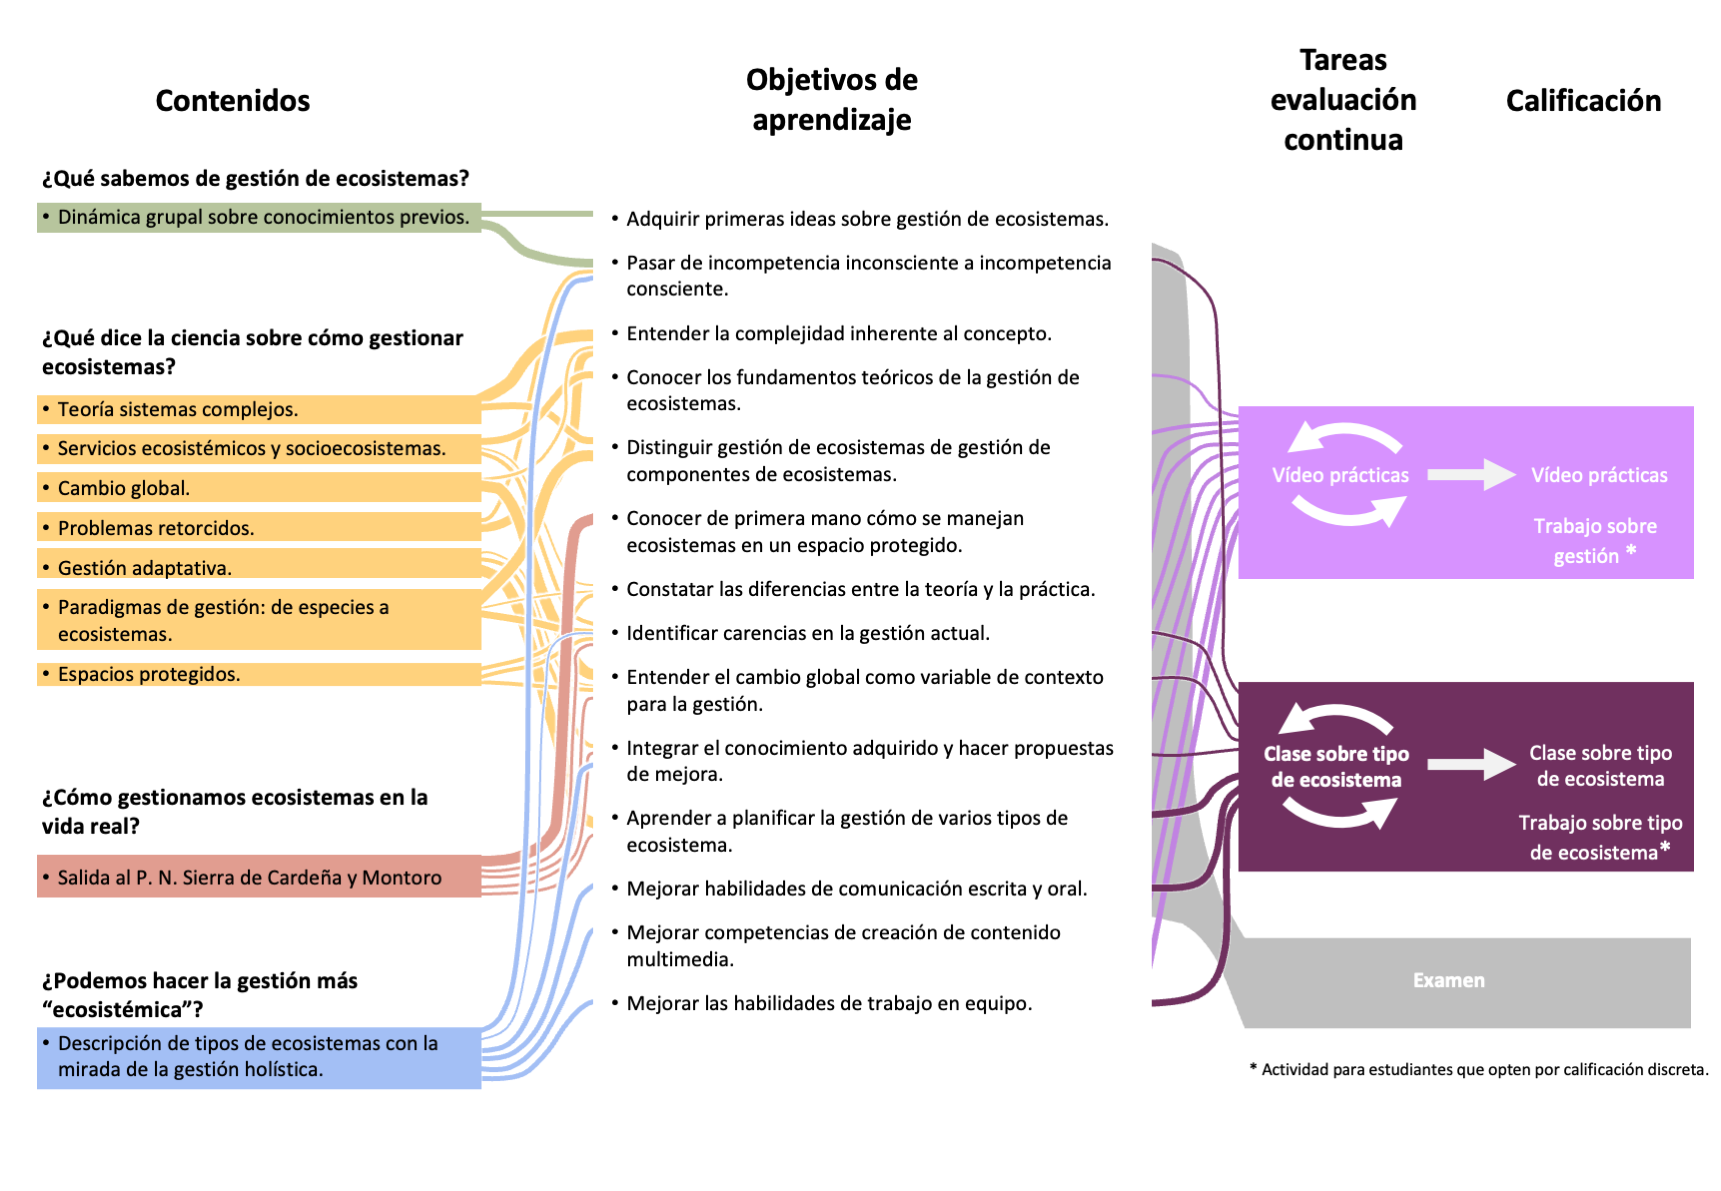 Contenidos
Objetivos de
aprendizaje
Tareas
evaluación
continua
Calificación
¿Qué sabemos de gestión de ecosistemas?
• Dinámica grupal sobre conocimientos previos.
¿Qué dice la ciencia sobre cómo gestionar
ecosistemas?
• Teoría sistemas complejos.
• Servicios ecosistémicos y socioecosistemas.
• Cambio global.
• Problemas retorcidos.
• Gestión adaptativa.
• Paradigmas de gestión: de especies a
ecosistemas.
• Espacios protegidos.
¿Cómo gestionamos ecosistemas en la
vida real?
• Salida al P. N. Sierra de Cardeña y Montoro
¿Podemos hacer la gestión más
“ecosistémica”?
• Descripción de tipos de ecosistemas con la
mirada de la gestión holística.
• Adquirir primeras ideas sobre gestión de ecosistemas.
• Pasar de incompetencia inconsciente a incompetencia
consciente.
• Entender la complejidad inherente al concepto.
• Conocer los fundamentos teóricos de la gestión de
ecosistemas.
• Distinguir gestión de ecosistemas de gestión de
componentes de ecosistemas.
• Conocer de primera mano cómo se manejan
ecosistemas en un espacio protegido.
• Constatar las diferencias entre la teoría y la práctica.
• Identificar carencias en la gestión actual.
• Entender el cambio global como variable de contexto
para la gestión.
• Integrar el conocimiento adquirido y hacer propuestas
de mejora.
• Aprender a planificar la gestión de varios tipos de
ecosistema.
• Mejorar habilidades de comunicación escrita y oral.
• Mejorar competencias de creación de contenido
multimedia.
• Mejorar las habilidades de trabajo en equipo.
Vídeo prácticas
Vídeo prácticas
Trabajo sobre
gestión *
Clase sobre tipo
de ecosistema
Clase sobre tipo
de ecosistema
Trabajo sobre tipo
de ecosistema*
Examen
* Actividad para estudiantes que opten por calificación discreta.